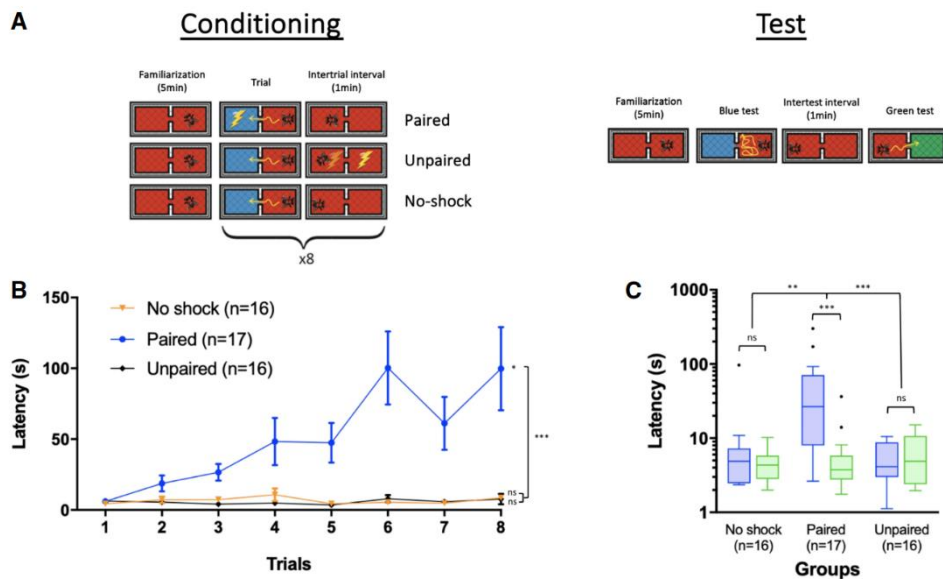 A
Conditioning
Test
Familiarization
(5min)
Trial
Intertrial interval
(1min)
Paired
Unpaired
No-shock
x8
Familiarization
(5min)
Blue test
Intertest interval
(1min)
Green test
B
Latency (s)
150
100
50
0
No shock (n=16)
Paired (n=17)
Unpaired (n=16)
*
***
ns
ns
1 2 3 4 5 6 7 8
Trials
C
Latency (s)
1000
100
10
1
** ***
***
ns
ns
No shock
(n=16)
Paired
(n=17)
Unpaired
(n=16)
Groups